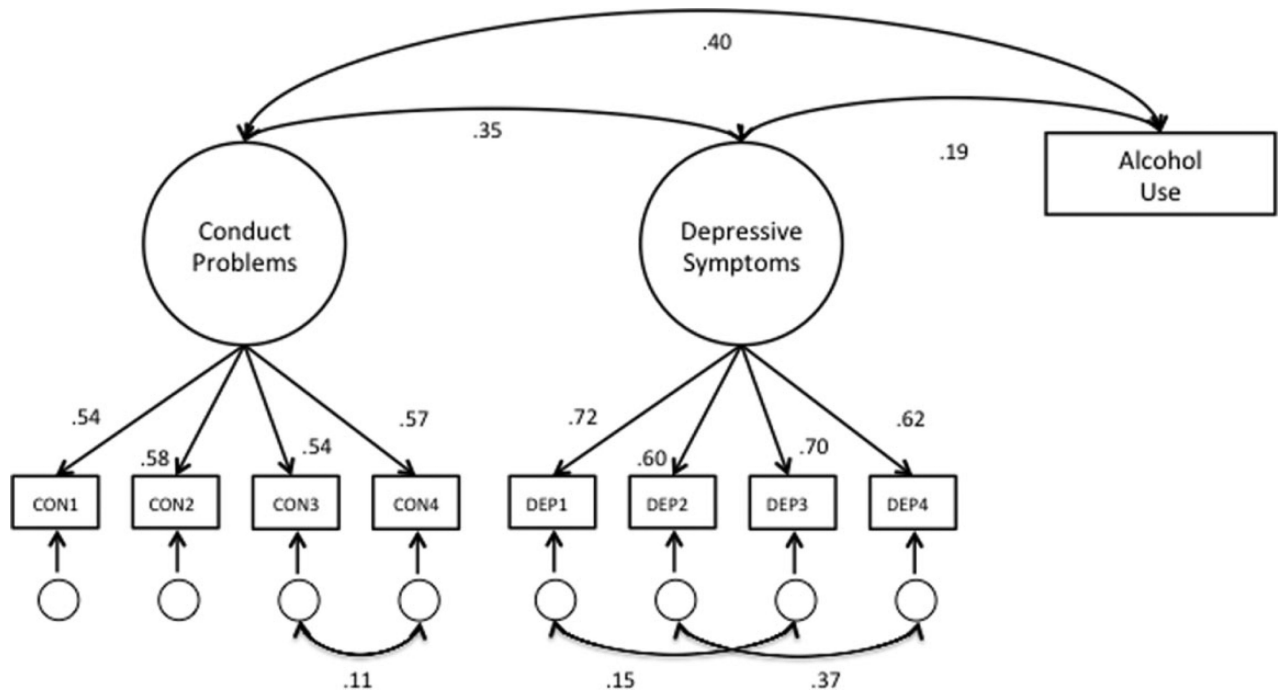 .40
.35
.19
Alcohol
Use
Conduct
Problems
Depressive
Symptoms
.54
.58
.54
.57
.72
.60
.70
.62
CON1
CON2
CON3
CON4
DEP1
DEP2
DEP3
DEP4
.11
.15
.37